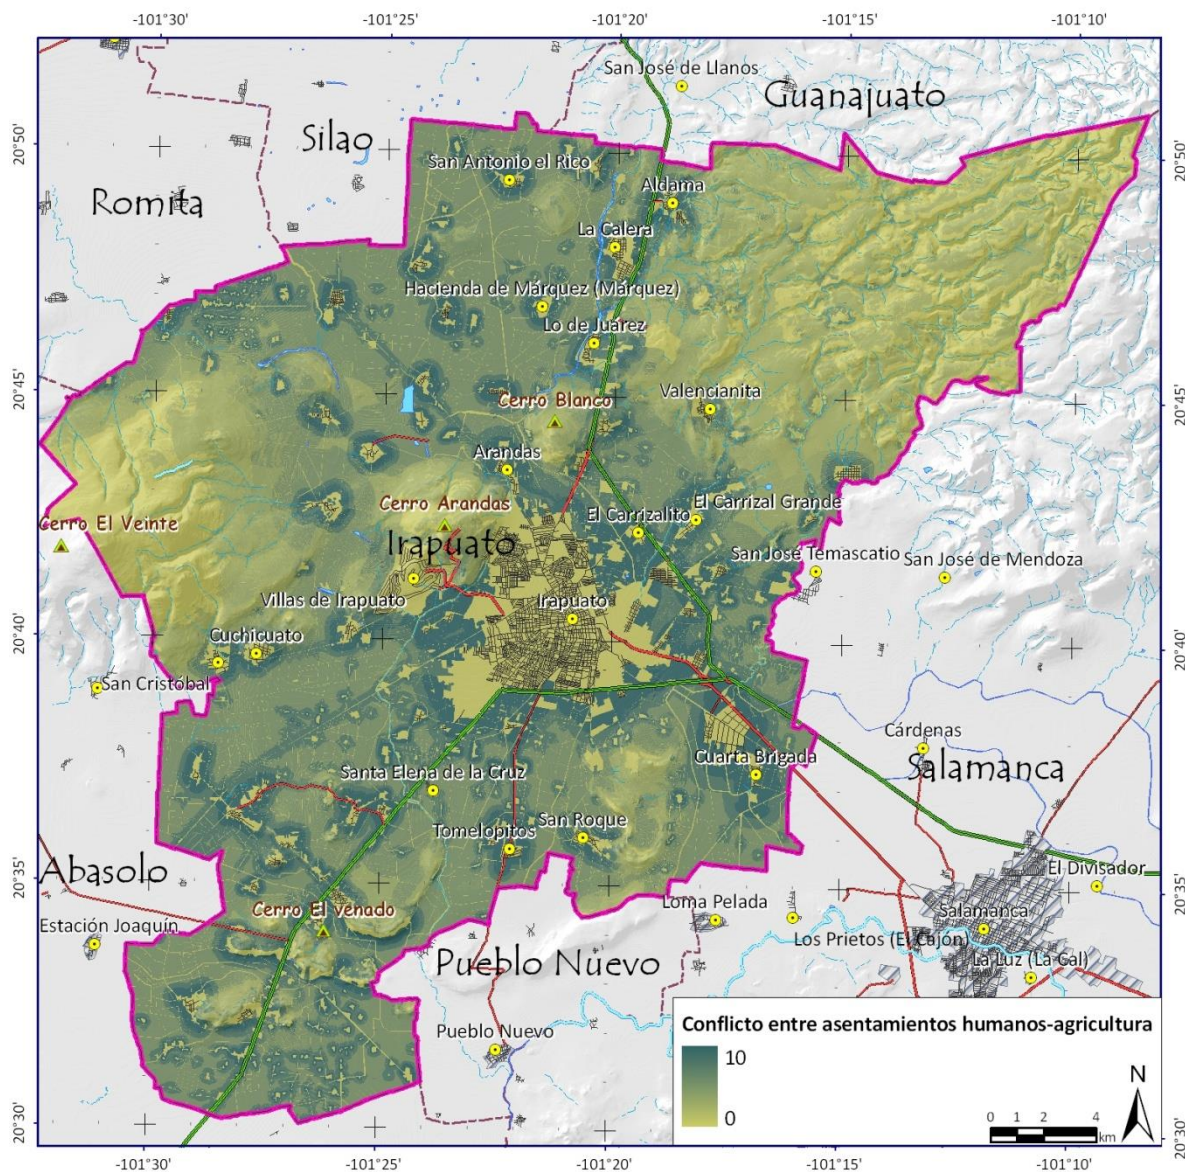 -101°30'
-101°25'
-101°20'
-101°15'
-101°10'
San José de Llanos
Guanajuato
20°50'
20°50'
Silao
San Antonio el Rico
Romita
Aldama
La Calera
Hacienda de Márquez (Márquez)
Lo de Juárez
20°45'
20°45'
Valencianita
Cerro Blanco
Arandas
Cerro Arandas
El Carrizal Grande
El Carrizalito
Cerro El Veinte
Irapuato
San José Temascatio
San José de Mendoza
Villas de Irapuato
Irapuato
20°40'
20°40'
Cuchicuato
San Cristóbal
Cárdenas
Cuarta Brigada
Salamanca
Santa Elena de la Cruz
Tomelopitos
San Roque
Abasolo
20°35'
20°35'
El Divisador
Cerro El Venado
Loma Pelada
Salamanca
Estación Joaquín
Los Prietos (El Cajón)
Pueblo Nuevo
La Luz (La Cal)
Conflicto entre asentamientos humanos-agricultura
10
0
Pueblo Nuevo
N
0 1 2 4
km
20°30'
20°30'
-101°30'
-101°25'
-101°20'
-101°15'
-101°10'